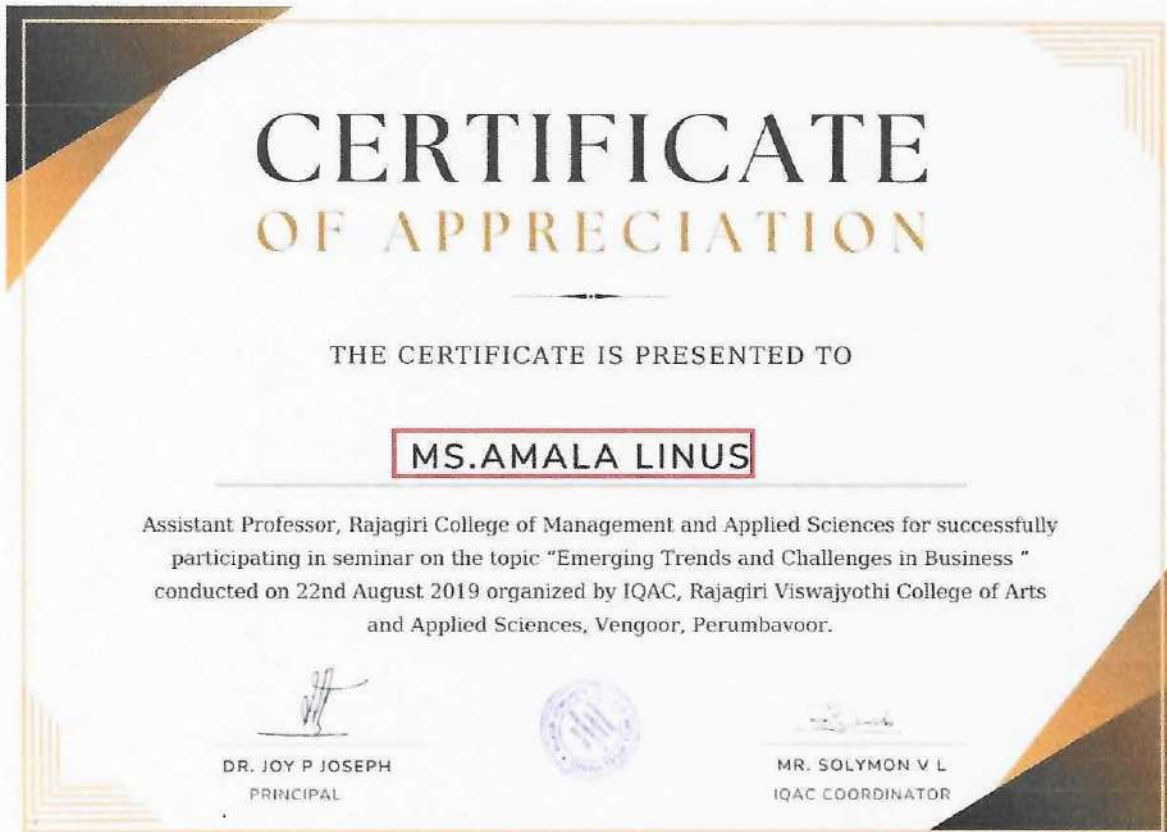 CERTIFICATE
OF APPRECIATION
THE CERTIFICATE IS PRESENTED TO
MS.AMALA LINUS
Assistant Professor, Rajagiri College of Management and Applied Sciences for successfully
participating in seminar on the topic “Emerging Trends and Challenges in Business ”
conducted on 22nd August 2019 organized by IQAC, Rajagiri Viswajyothi College of Arts
and Applied Sciences, Vengoor, Perumbavoor.
DR. JOY P JOSEPH
PRINCIPAL
MR. SOLYMON V L
IQAC COORDINATOR